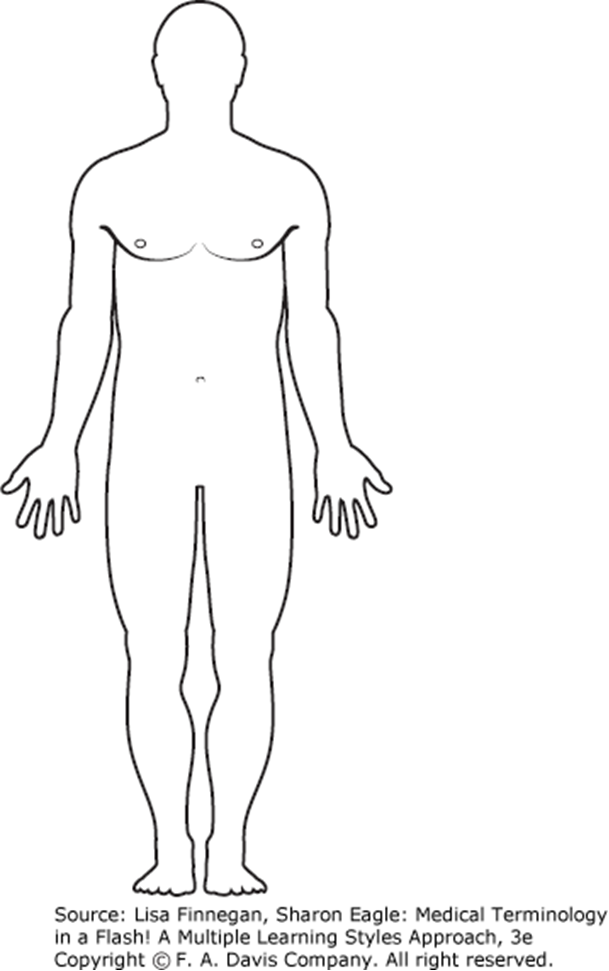 Source: Lisa Finnegan, Sharon Eagle: Medical Terminology
in a Flash! A Multiple Learning Styles Approach, 3e
Copyright © F. A. Davis Company. All right reserved.